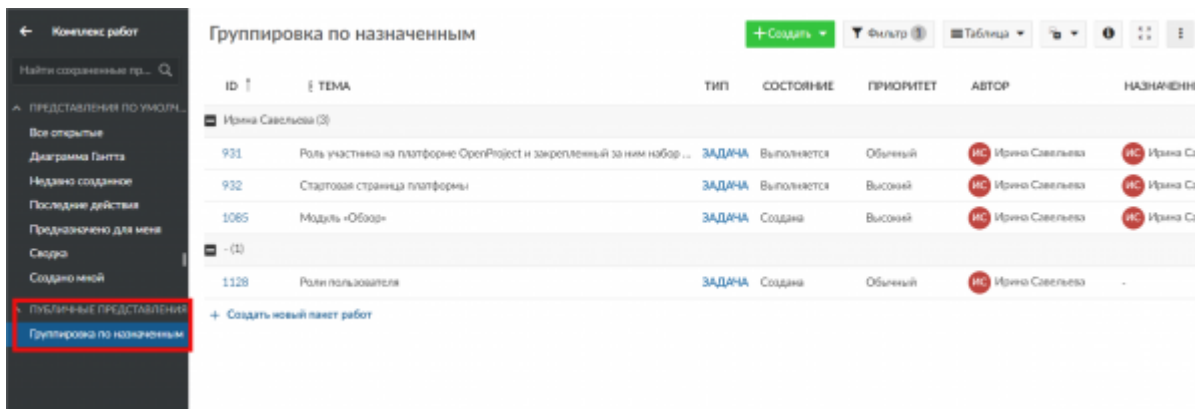 Комплекс работ
Группировка по назначенным
Создать
Фильтр 1
Таблица
Найти сохраненные пр...
ПРЕДСТАВЛЕНИЯ ПО УМОЛЧ...
Все открытые
Диаграмма Гантта
Недавно созданное
Последние действия
Предназначено для меня
Сводка
Создано мной
ПУБЛИЧНЫЕ ПРЕДСТАВЛЕНИЯ
Группировка по назначенным
ID ТЕМА ТИП СОСТОЯНИЕ ПРИОРИТЕТ АВТОР НАЗНАЧЕНН
Ирина Савельева (3)
931 Роль участника на платформе OpenProject и закрепленный за ним набор ... ЗАДАЧА Выполняется Обычный ИС Ирина Савельева ИС Ирина Са
932 Стартовая страница платформы ЗАДАЧА Выполняется Высокий ИС Ирина Савельева ИС Ирина Са
1085 Модуль «Обзор» ЗАДАЧА Создана Высокий ИС Ирина Савельева ИС Ирина Са
- (1)
1128 Роли пользователя ЗАДАЧА Создана Обычный ИС Ирина Савельева -
+ Создать новый пакет работ